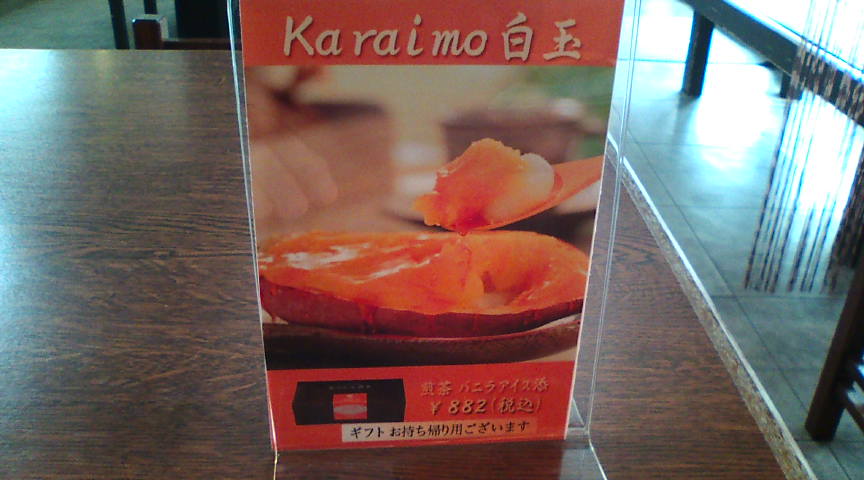 Karaimo白玉
煎茶 バニラアイス添
￥882(税込)
ギフトお持ち帰り用ございます